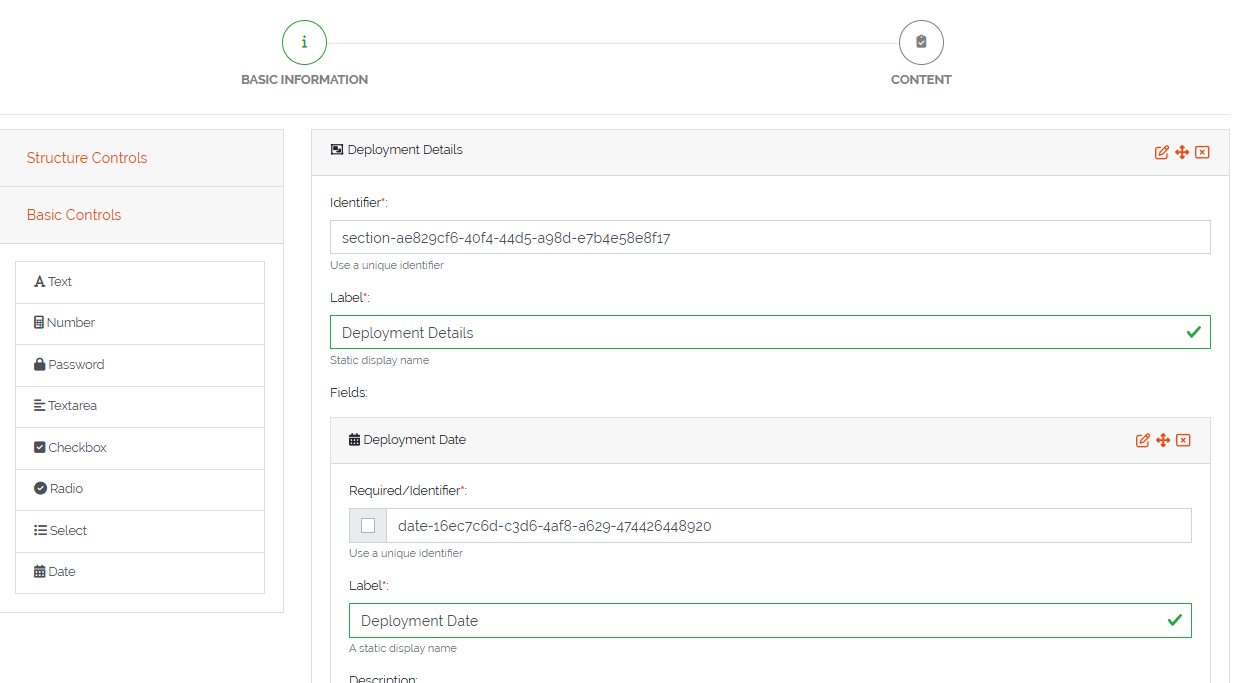 BASIC INFORMATION
CONTENT
Structure Controls
Basic Controls
Text
Number
Password
Textarea
Checkbox
Radio
Select
Date
Deployment Details
Identifier*:
section-ae829cf6-40f4-44d5-a98d-e7b4e58e8f17
Use a unique identifier
Label*:
Deployment Details
Static display name
Fields:
Deployment Date
Required/Identifier*:
date-16ec7c6d-c3d6-4af8-a629-474426448920
Use a unique identifier
Label*:
Deployment Date
A static display name
Description: